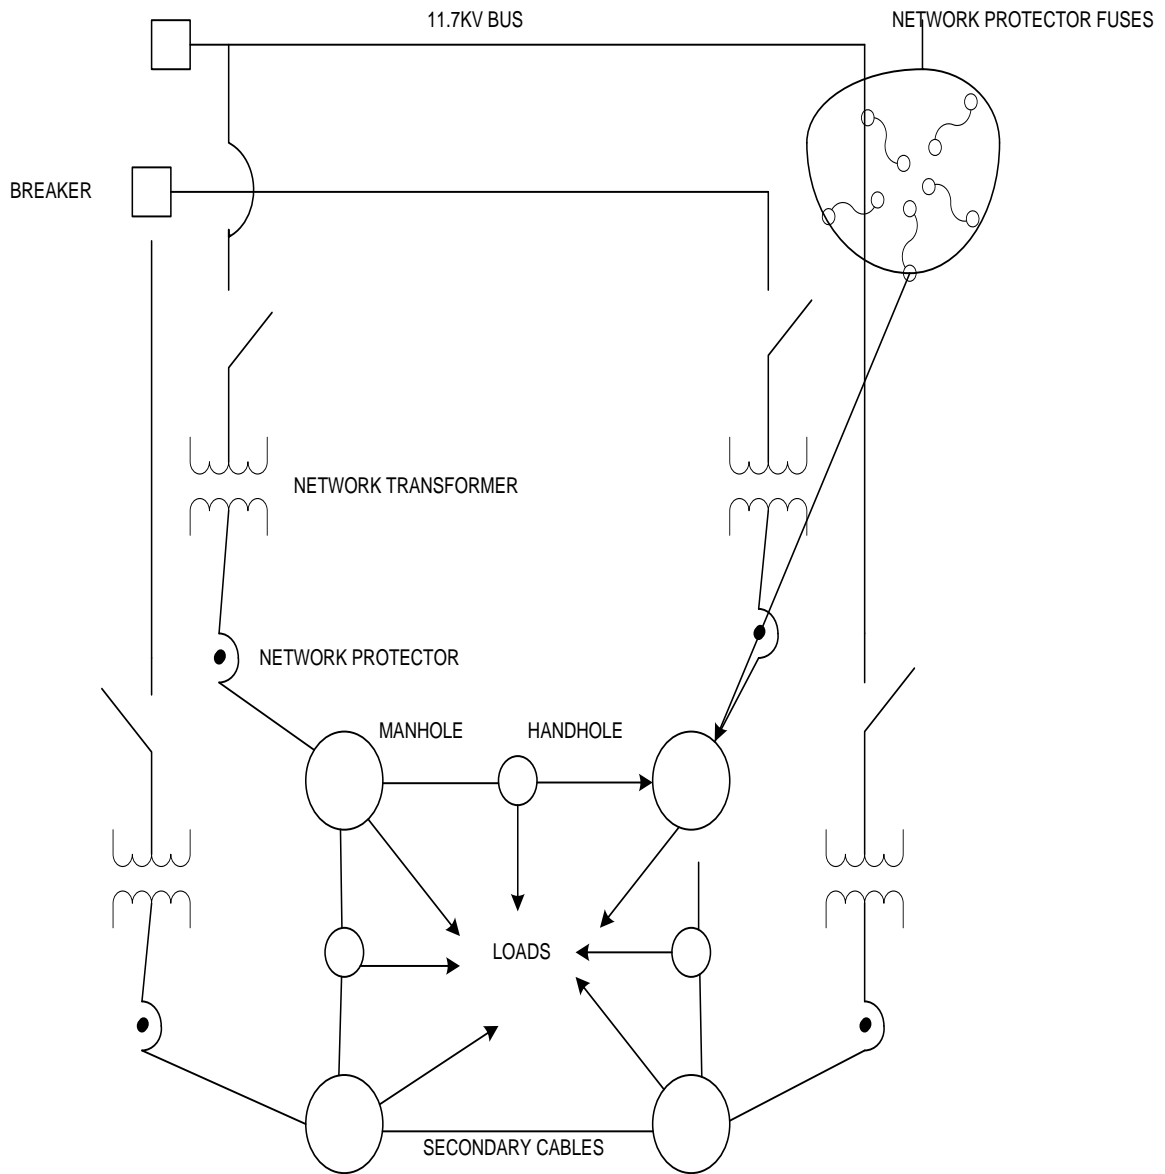 11.7KV BUS
NETWORK PROTECTOR FUSES
BREAKER
NETWORK TRANSFORMER
NETWORK PROTECTOR
MANHOLE
HANDHOLE
LOADS
SECONDARY CABLES